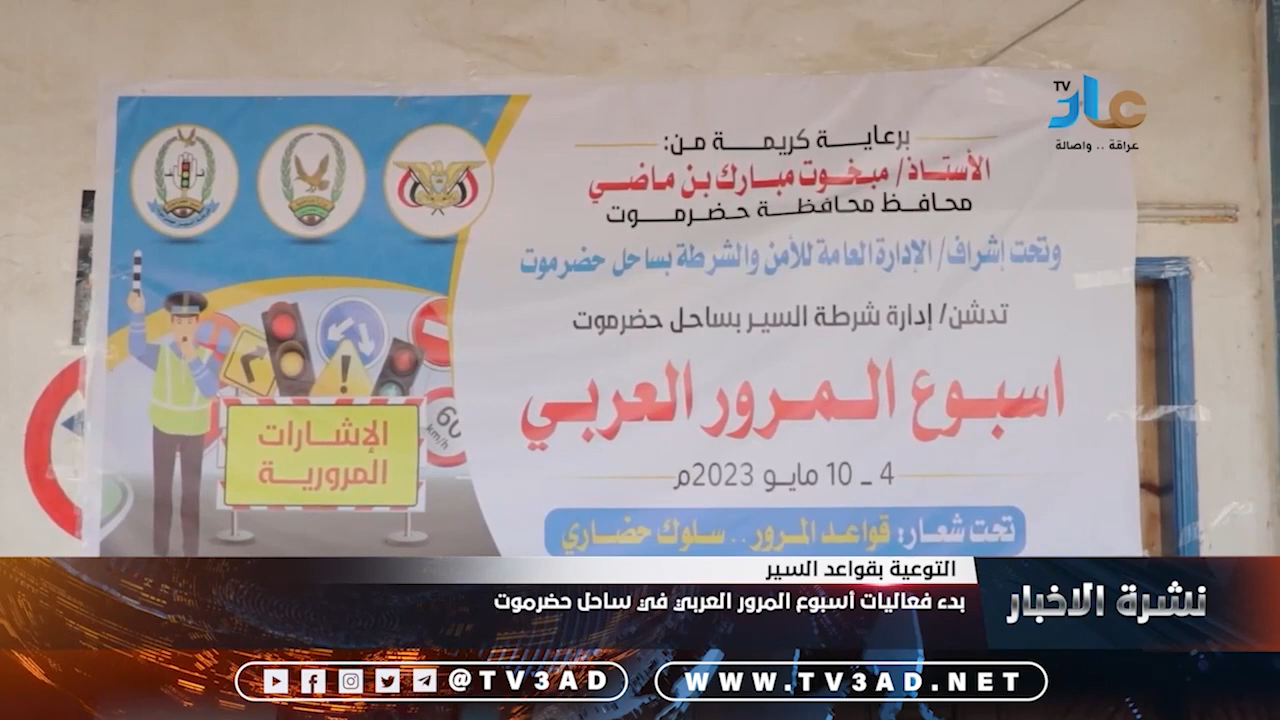 TV
عاد
عراقة .. واصالة
برعاية كريمة من:
الأستاذ/ مبخوت مبارك بن ماضي
محافظ محافظة حضرموت
وتحت إشراف/ الإدارة العامة للأمن والشرطة بساحل حضرموت
تدشن/ إدارة شرطة السير بساحل حضرموت
اسبوع المرور العربي
4 - 10 مايو 2023م
تحت شعار: قواعد المرور .. سلوك حضاري
60
km/h
الإشارات
المرورية
التوعية بقواعد السير
نشرة الاخبار
بدء فعاليات أسبوع المرور العربي في ساحل حضرموت
@TV3AD
WWW.TV3AD.NET